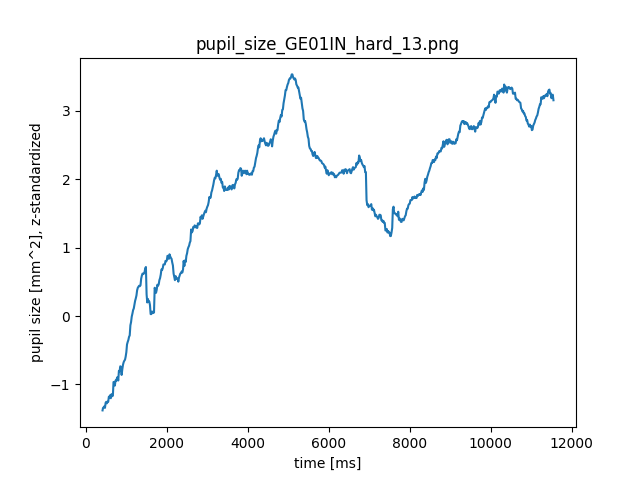 pupil_size_GE01IN_hard_13.png
pupil size [mm^2], z-standardized
3
2
1
0
−1
0 2000 4000 6000 8000 10000 12000
time [ms]